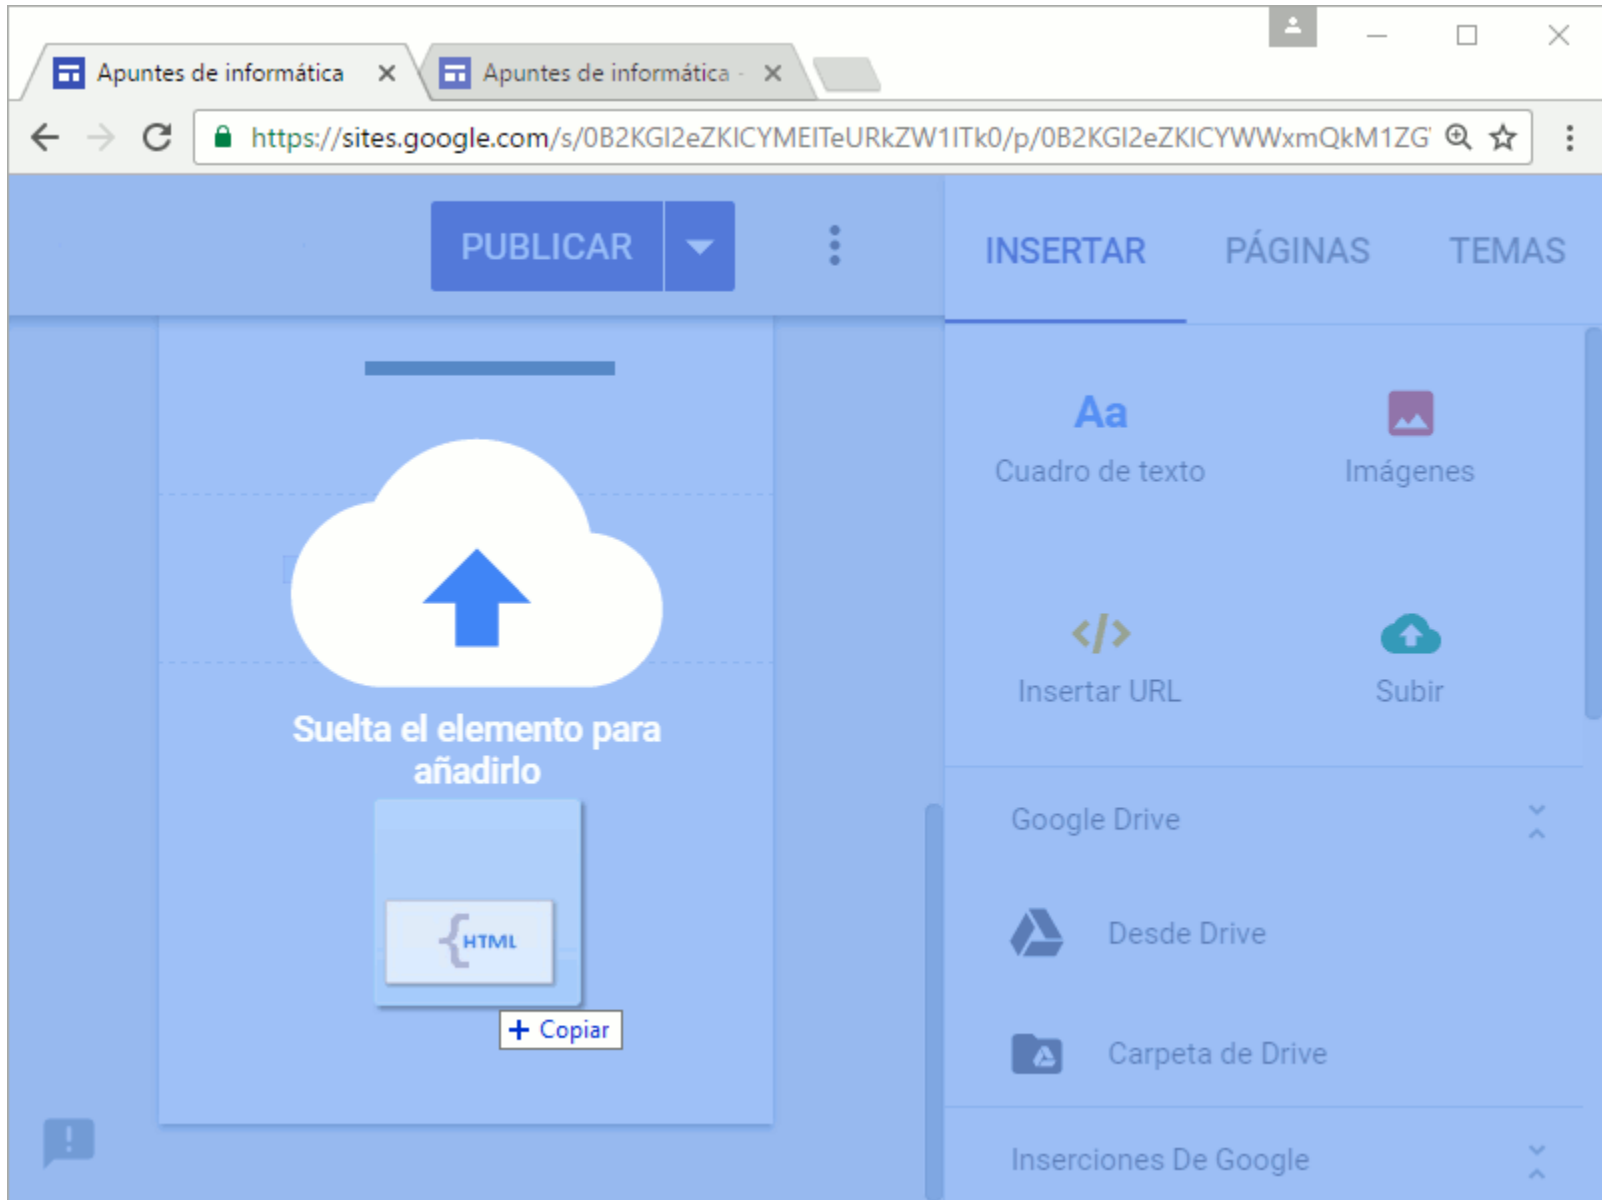 Apuntes de informática
Apuntes de informática -
https://sites.google.com/s/0B2KGl2eZKlCYMElTeURkZW1lTk0/p/0B2KGl2eZKlCYWWxmQkM1ZG
PUBLICAR
INSERTAR
PÁGINAS
TEMAS
Aa
Cuadro de texto
Imágenes
</>
Insertar URL
Subir
Suelta el elemento para
añadirlo
{HTML
+ Copiar
Google Drive
Desde Drive
Carpeta de Drive
Inserciones De Google